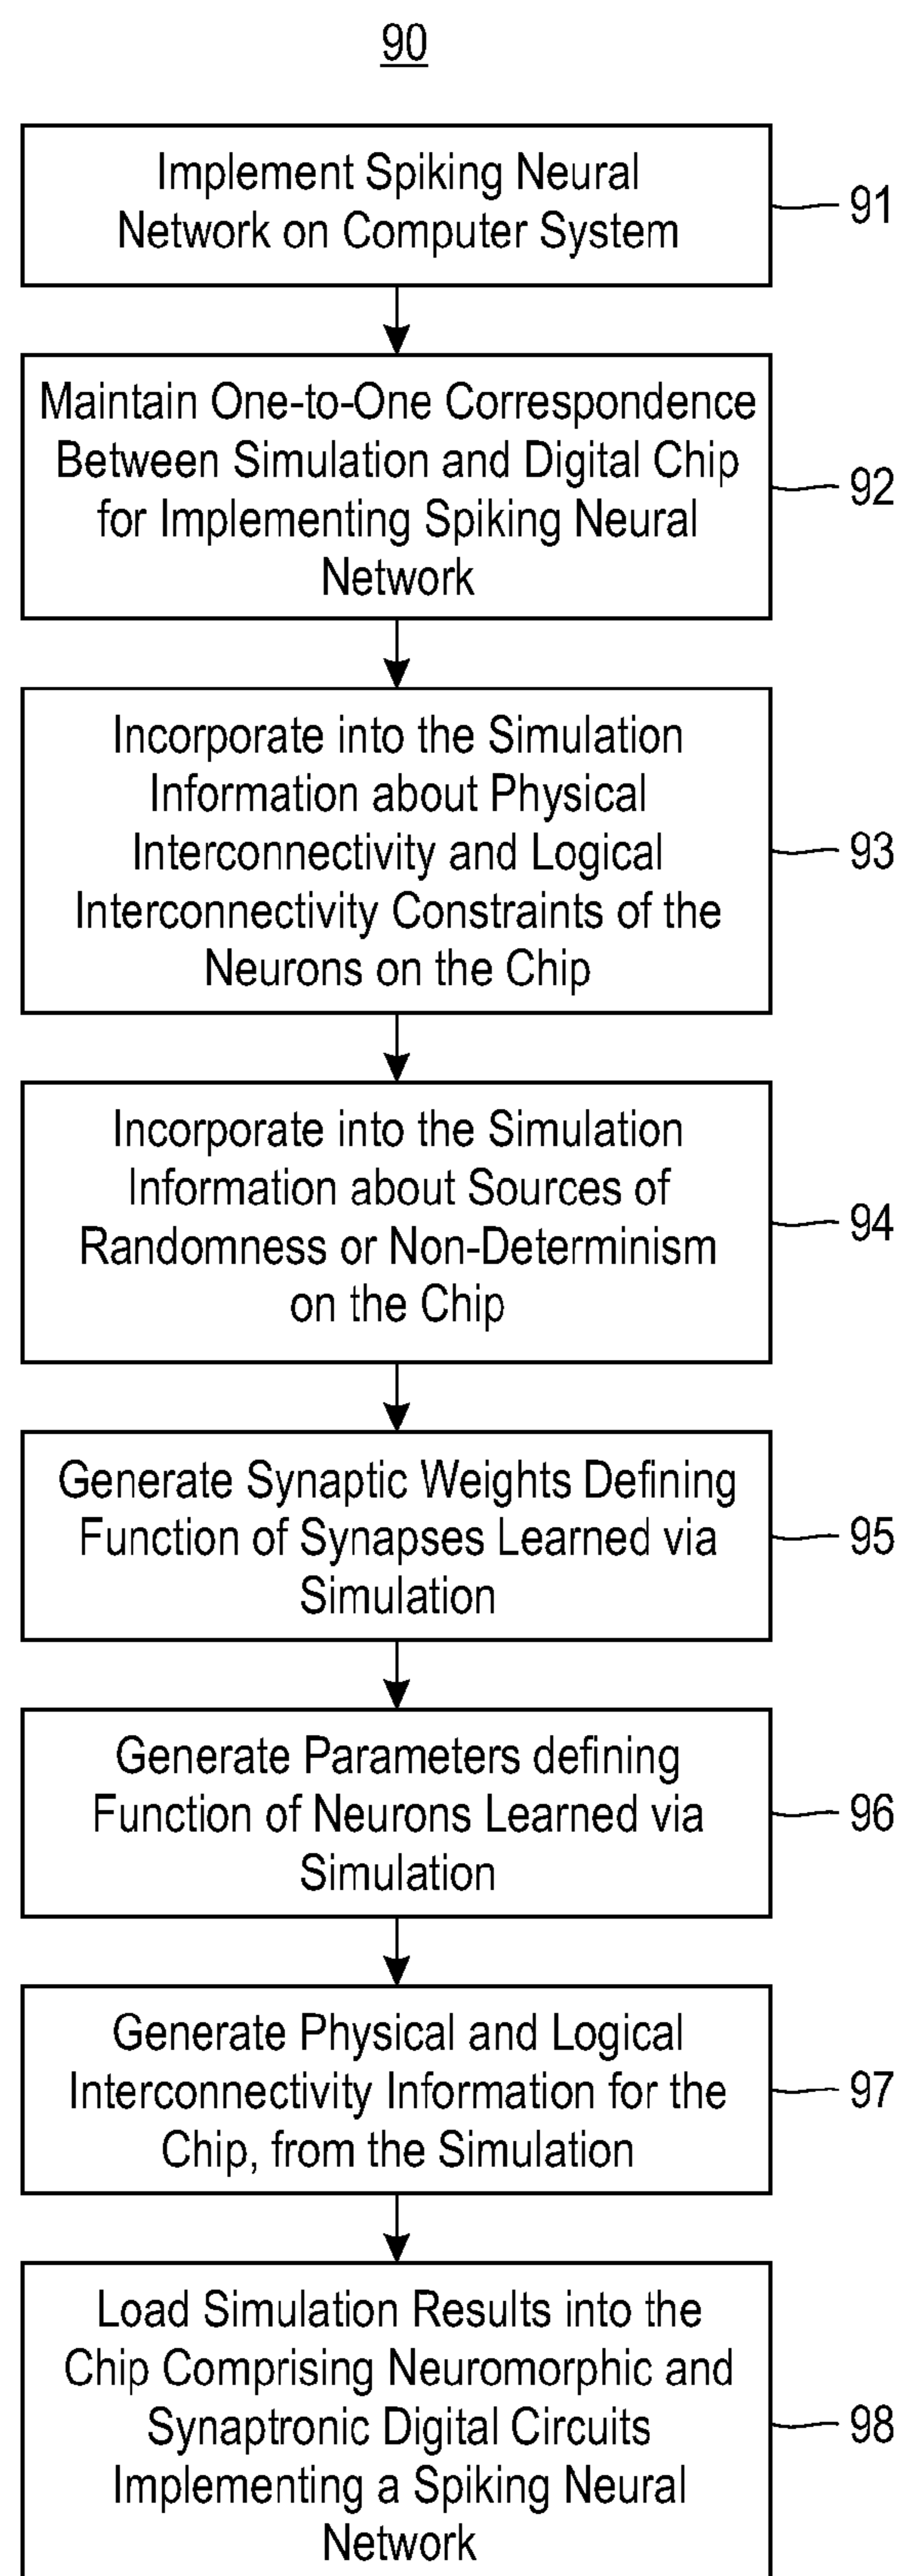 90
Implement Spiking Neural
Network on Computer System
91
Maintain One-to-One Correspondence
Between Simulation and Digital Chip
for Implementing Spiking Neural
Network
92
Incorporate into the Simulation
Information about Physical
Interconnectivity and Logical
Interconnectivity Constraints of the
Neurons on the Chip
93
Incorporate into the Simulation
Information about Sources of
Randomness or Non-Determinism
on the Chip
94
Generate Synaptic Weights Defining
Function of Synapses Learned via
Simulation
95
Generate Parameters defining
Function of Neurons Learned via
Simulation
96
Generate Physical and Logical
Interconnectivity Information for the
Chip, from the Simulation
97
Load Simulation Results into the
Chip Comprising Neuromorphic and
Synaptronic Digital Circuits
Implementing a Spiking Neural
Network
98